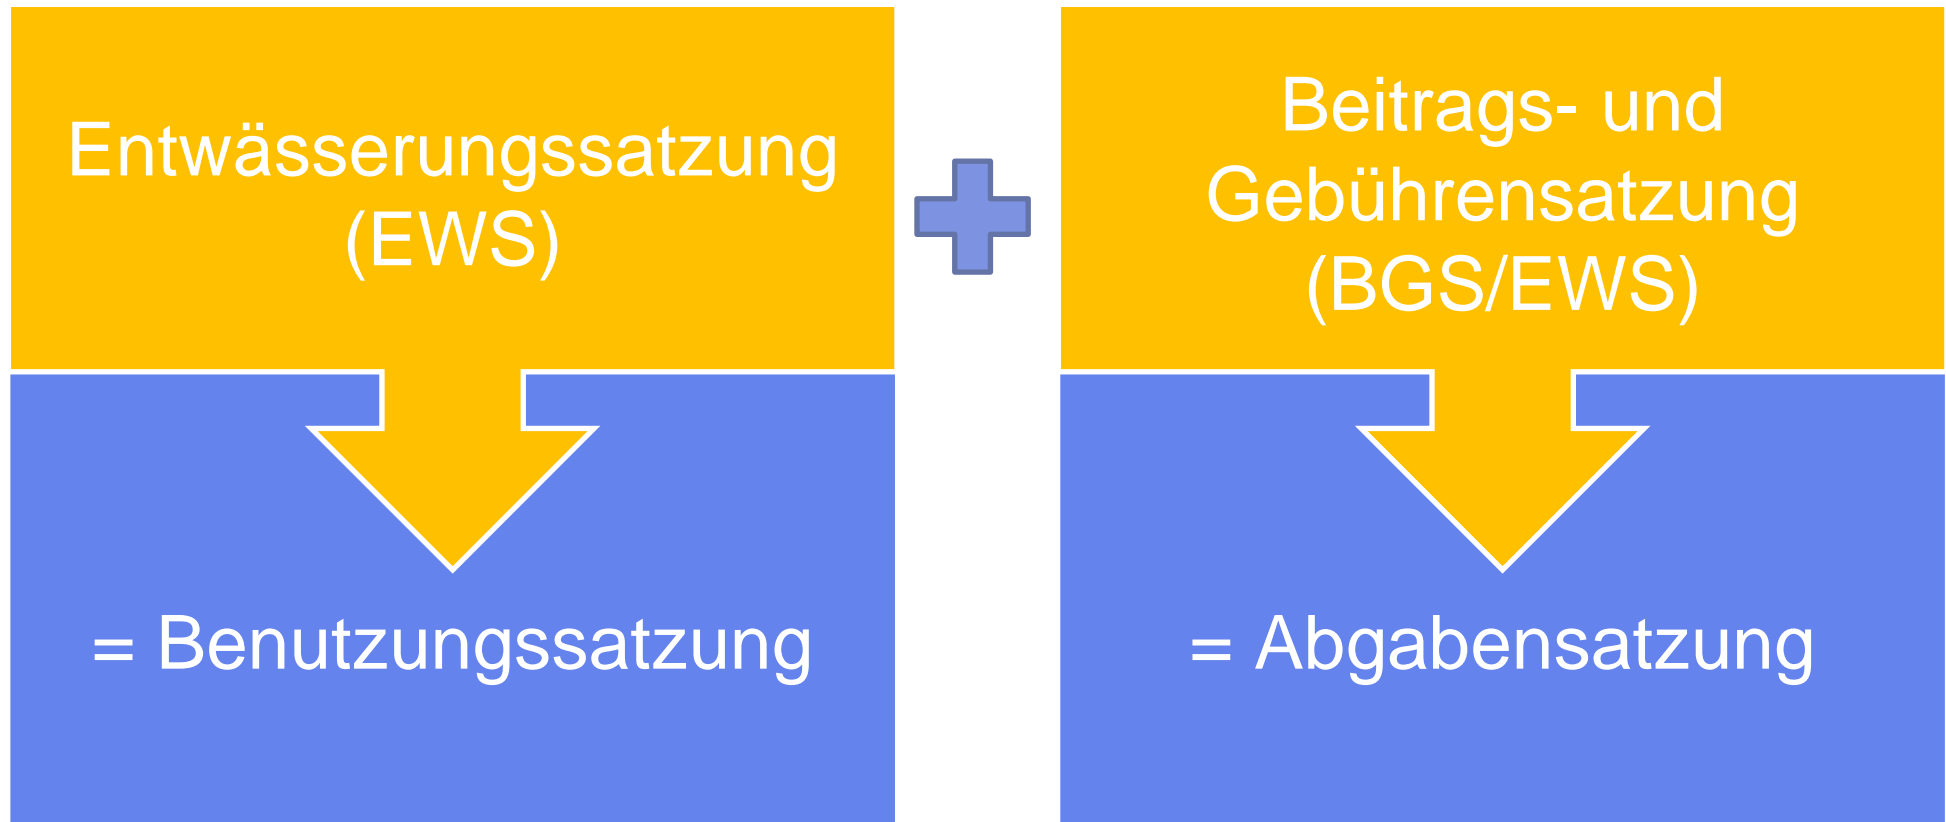 Entwässerungssatzung
(EWS)
= Benutzungssatzung
Beitrags- und
Gebührensatzung
(BGS/EWS)
= Abgabensatzung